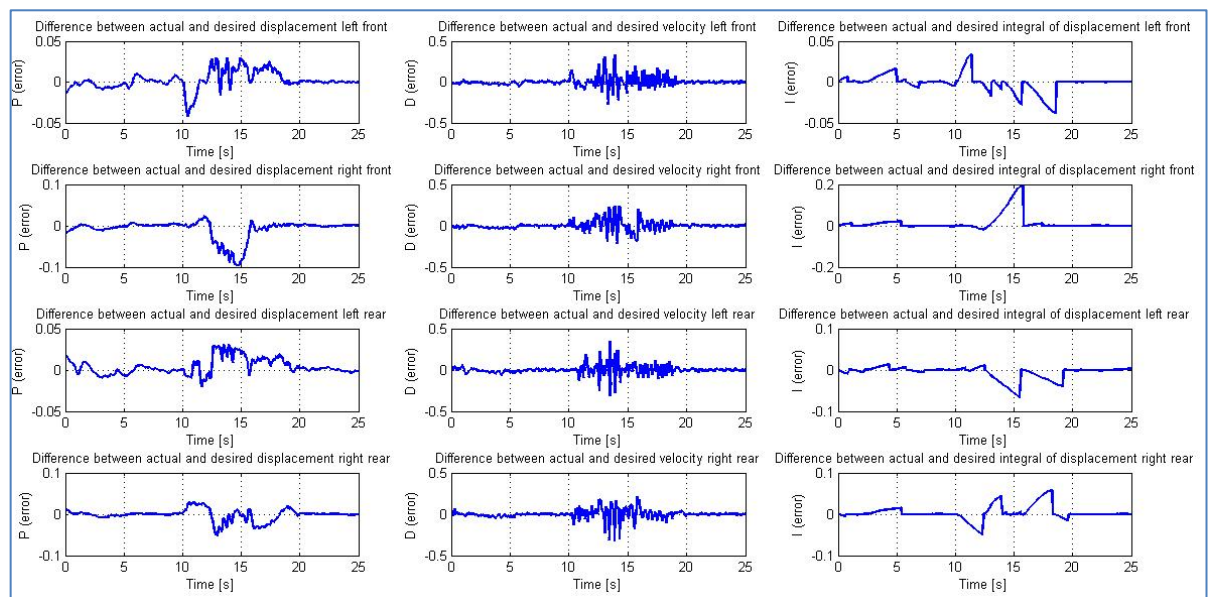 Difference between actual and desired displacement left front
0.05
0
-0.05
P (error)
0 5 10 15 20 25
Time [s]
Difference between actual and desired velocity left front
0.5
0
-0.5
D (error)
0 5 10 15 20 25
Time [s]
Difference between actual and desired integral of displacement left front
0.05
0
-0.05
I (error)
0 5 10 15 20 25
Time [s]
Difference between actual and desired displacement right front
0.1
0
-0.1
P (error)
0 5 10 15 20 25
Time [s]
Difference between actual and desired velocity right front
0.5
0
-0.5
D (error)
0 5 10 15 20 25
Time [s]
Difference between actual and desired integral of displacement right front
0.2
0
-0.2
I (error)
0 5 10 15 20 25
Time [s]
Difference between actual and desired displacement left rear
0.05
0
-0.05
P (error)
0 5 10 15 20 25
Time [s]
Difference between actual and desired velocity left rear
0.5
0
-0.5
D (error)
0 5 10 15 20 25
Time [s]
Difference between actual and desired integral of displacement left rear
0.1
0
-0.1
I (error)
0 5 10 15 20 25
Time [s]
Difference between actual and desired displacement right rear
0.1
0
-0.1
P (error)
0 5 10 15 20 25
Time [s]
Difference between actual and desired velocity right rear
0.5
0
-0.5
D (error)
0 5 10 15 20 25
Time [s]
Difference between actual and desired integral of displacement right rear
0.1
0
-0.1
I (error)
0 5 10 15 20 25
Time [s]